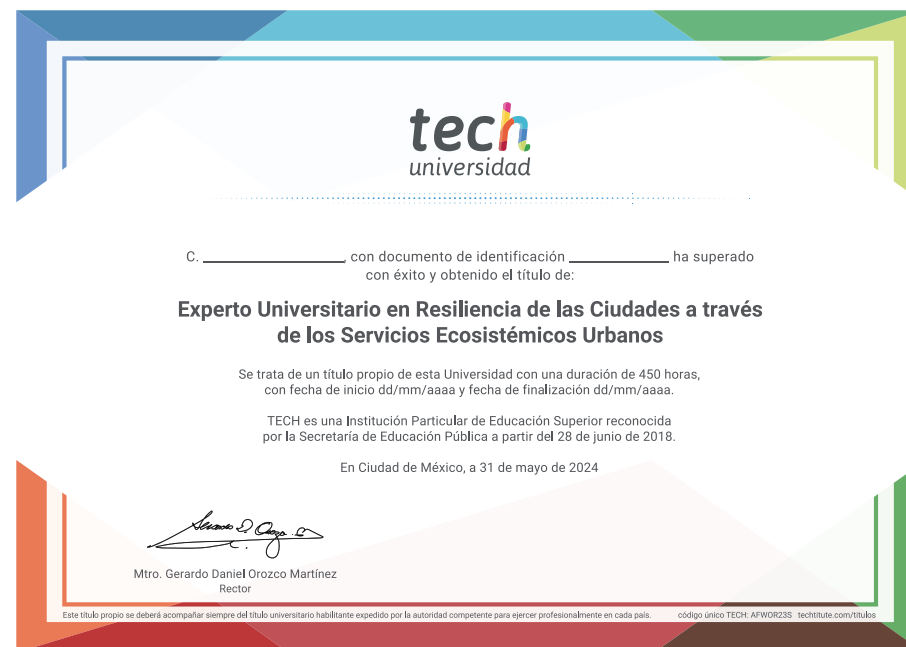 tech
universidad
C. ____________, con documento de identificación ____________ ha superado
con éxito y obtenido el título de:
Experto Universitario en Resiliencia de las Ciudades a través
de los Servicios Ecosistémicos Urbanos
Se trata de un título propio de esta Universidad con una duración de 450 horas,
con fecha de inicio dd/mm/aaaa y fecha de finalización dd/mm/aaaa.
TECH es una Institución Particular de Educación Superior reconocida
por la Secretaría de Educación Pública a partir del 28 de junio de 2018.
En Ciudad de México, a 31 de mayo de 2024
Mtro. Gerardo Daniel Orozco Martínez
Rector
Este título propio se deberá acompañar siempre del título universitario habilitante expedido por la autoridad competente para ejercer profesionalmente en cada país. código único TECH: AFWOR23S techtitute.com/títulos